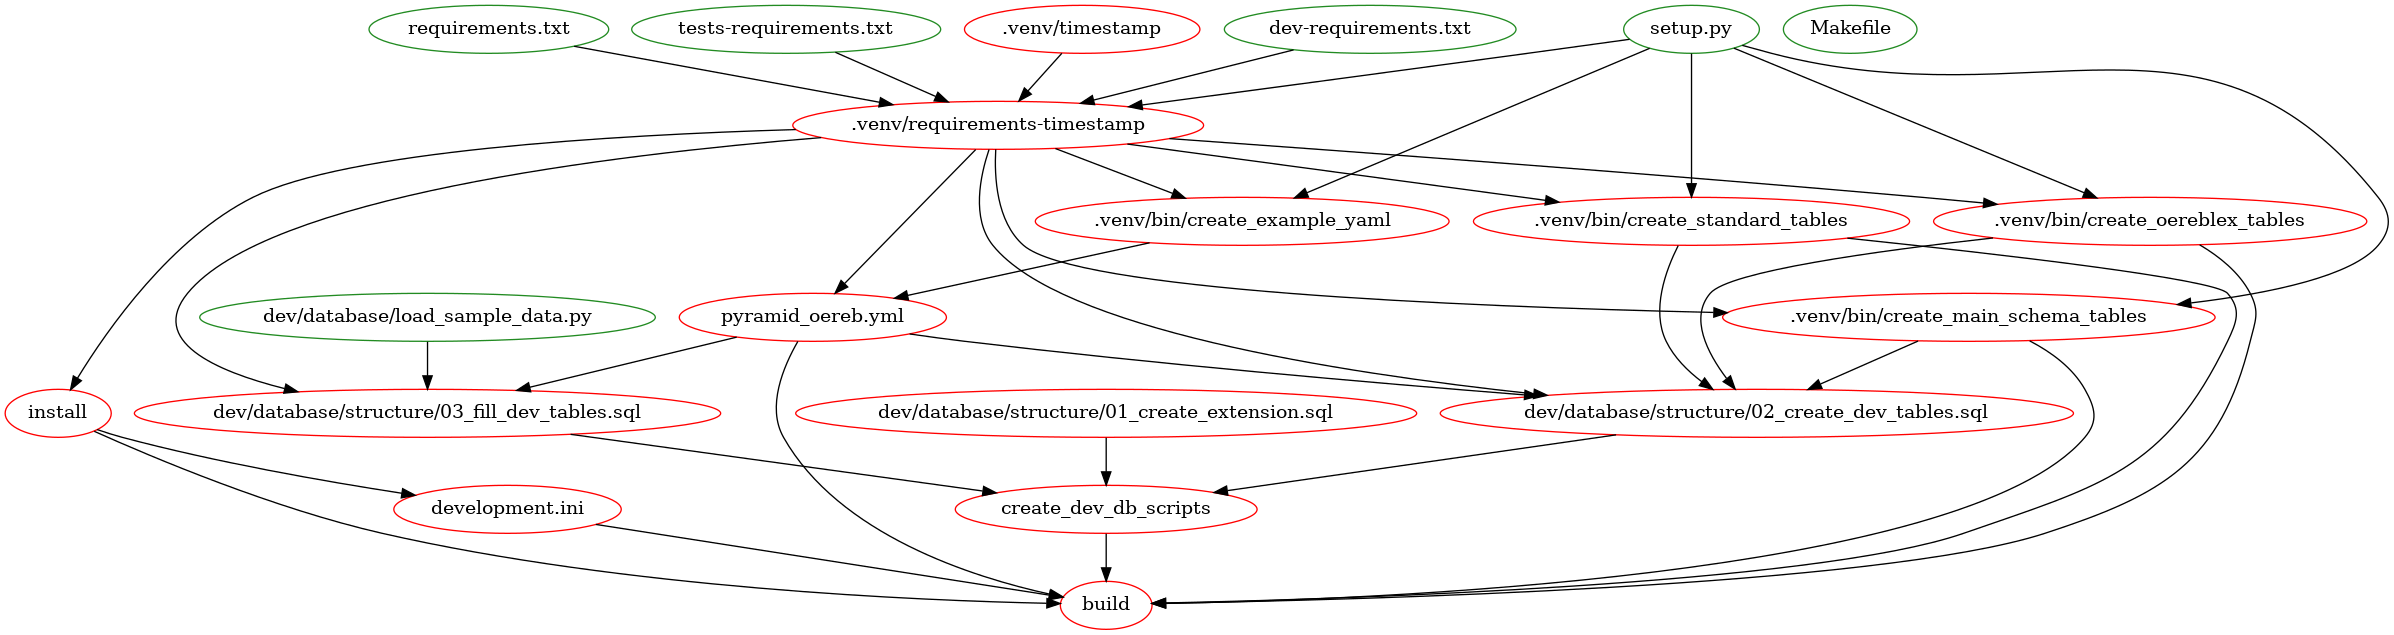 requirements.txt
tests-requirements.txt
.venv/timestamp
dev-requirements.txt
setup.py
Makefile
.venv/requirements-timestamp
.venv/bin/create_example_yaml
.venv/bin/create_standard_tables
.venv/bin/create_oereblex_tables
dev/database/load_sample_data.py
pyramid_oereb.yml
.venv/bin/create_main_schema_tables
install
dev/database/structure/03_fill_dev_tables.sql
dev/database/structure/01_create_extension.sql
dev/database/structure/02_create_dev_tables.sql
development.ini
create_dev_db_scripts
build